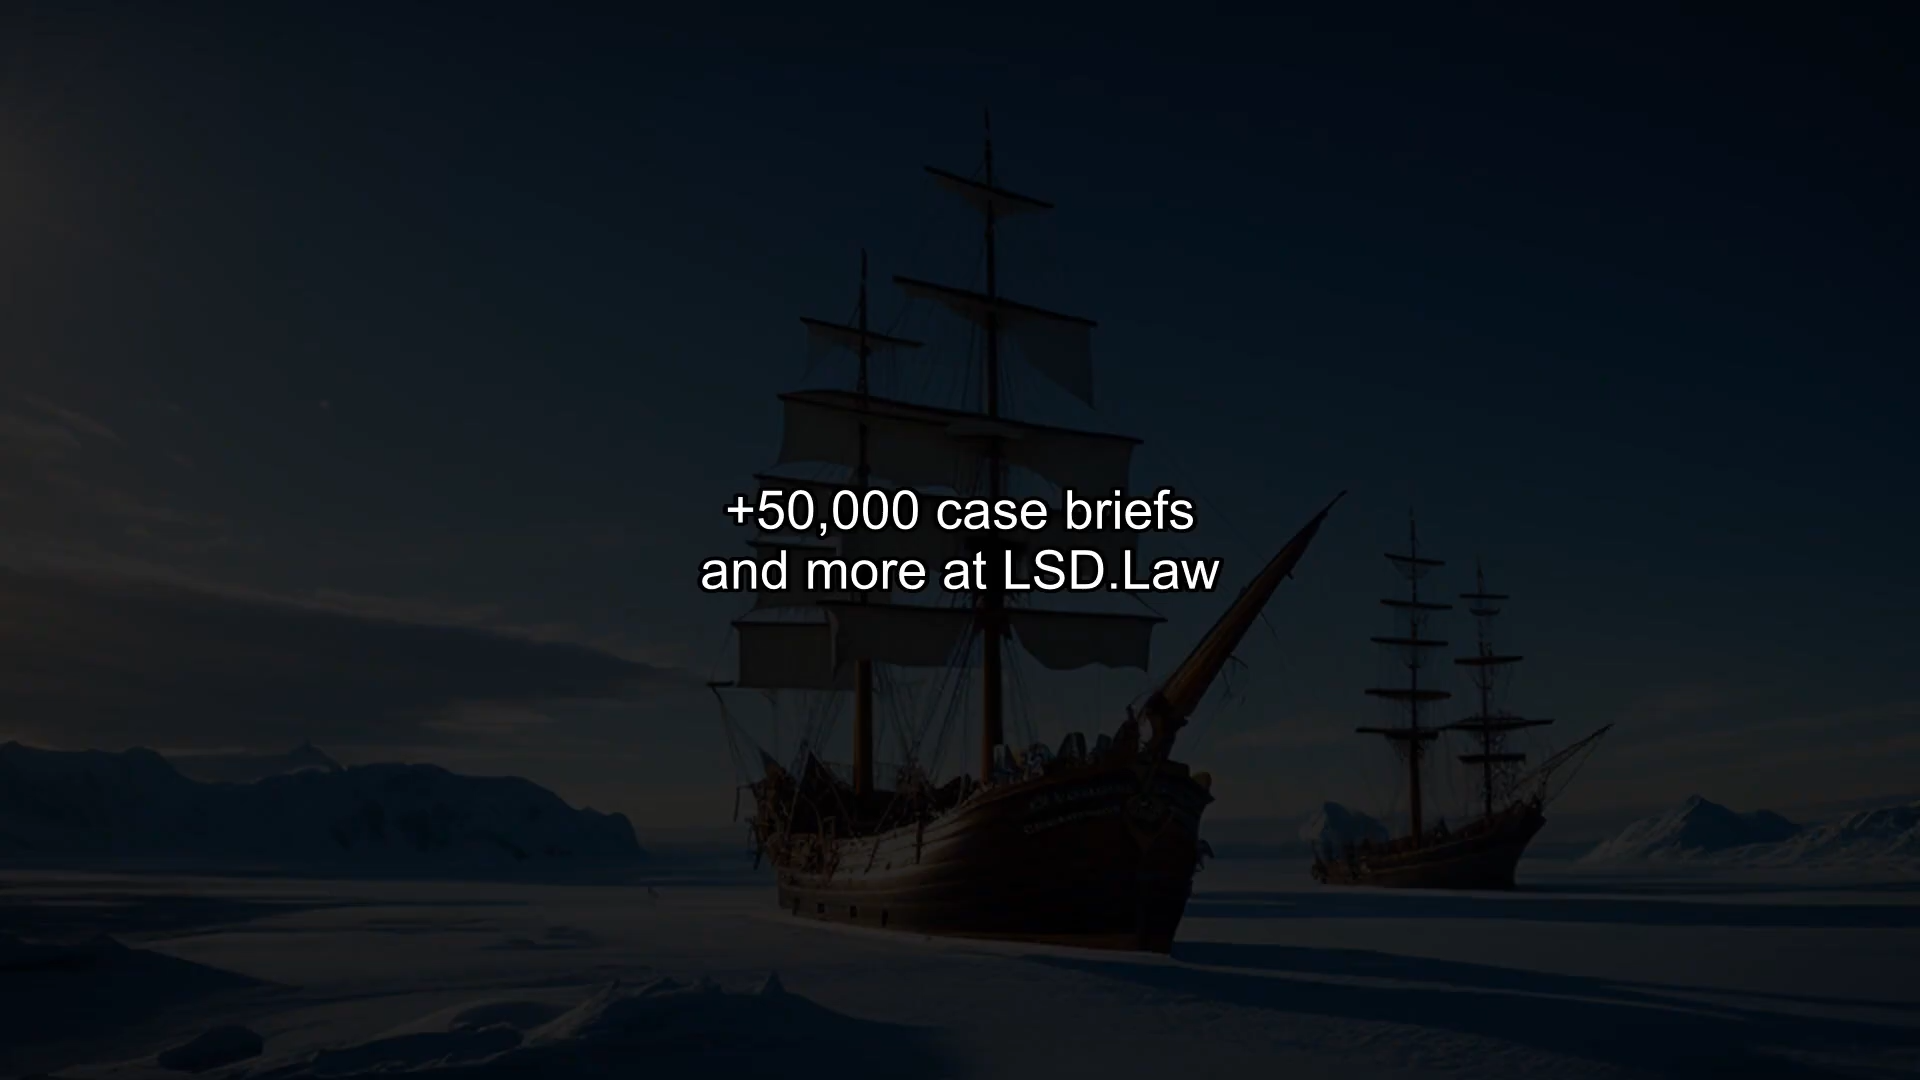 +50,000 case briefs
and more at LSD.Law